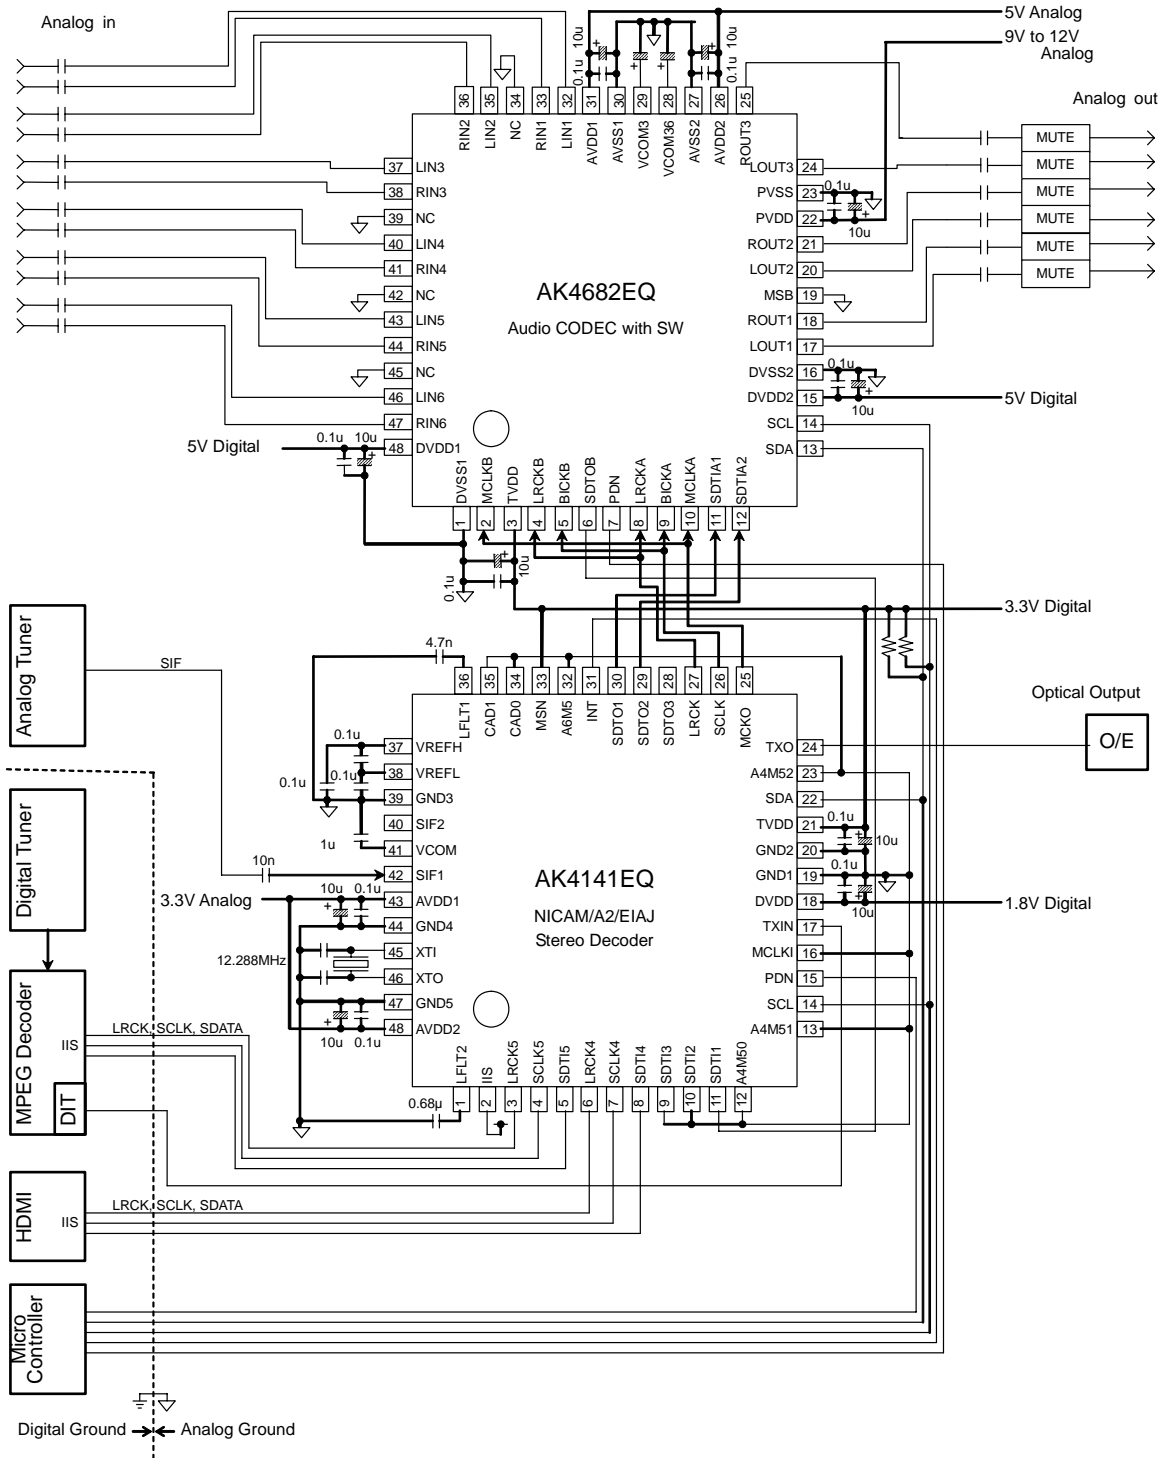 Analog in
5V Analog
9V to 12V
Analog
Analog out
10u
0.1u
10u
0.1u
36
35
34
33
32
31
30
29
28
27
26
25
RIN2
LIN2
NC
RIN1
LIN1
AVDD1
AVSS1
VCOM3
VCOM36
AVSS2
AVDD2
ROUT3
37 LIN3
38 RIN3
39 NC
40 LIN4
41 RIN4
42 NC
43 LIN5
44 RIN5
45 NC
46 LIN6
47 RIN6
48 DVDD1
5V Digital
0.1u 10u
AK4682EQ
Audio CODEC with SW
LOUT3 24
PVSS 23
PVDD 22
ROUT2 21
LOUT2 20
MSB 19
ROUT1 18
LOUT1 17
DVSS2 16
DVDD2 15
SCL 14
SDA 13
0.1u
10u
0.1u
10u
5V Digital
MUTE
MUTE
MUTE
MUTE
MUTE
MUTE
DVSS1
MCLKB
TVDD
LRCKB
BICKB
SDTOB
PDN
LRCKA
BICKA
MCLKA
SDTIA1
SDTIA2
1
2
3
4
5
6
7
8
9
10
11
12
10u
0.1u
3.3V Digital
Analog Tuner
SIF
4.7n
36
35
34
33
32
31
30
29
28
27
26
25
LFLT1
CAD1
CAD0
MSN
A6M5
INT
SDTO1
SDTO2
SDTO3
LRCK
SCLK
MCKO
Optical Output
O/E
0.1u
0.1u
0.1u
1u
10n
37 VREFH
38 VREFL
39 GND3
40 SIF2
41 VCOM
42 SIF1
43 AVDD1
44 GND4
45 XTI
46 XTO
47 GND5
48 AVDD2
3.3V Analog
10u 0.1u
12.288MHz
10u 0.1u
AK4141EQ
NICAM/A2/EIAJ
Stereo Decoder
TXO 24
A4M52 23
SDA 22
TVDD 21
GND2 20
GND1 19
DVDD 18
TXIN 17
MCLKI 16
PDN 15
SCL 14
A4M51 13
0.1u
10u
0.1u
10u
1.8V Digital
Digital Tuner
MPEG Decoder
DIT
IIS
LRCK, SCLK, SDATA
LFLT2
IIS
LRCK5
SCLK5
SDTI5
LRCK4
SCLK4
SDTI4
SDTI3
SDTI2
SDTI1
A4M50
1
2
3
4
5
6
7
8
9
10
11
12
0.68µ
HDMI
IIS
LRCK, SCLK, SDATA
Micro
Controller
Digital Ground
Analog Ground